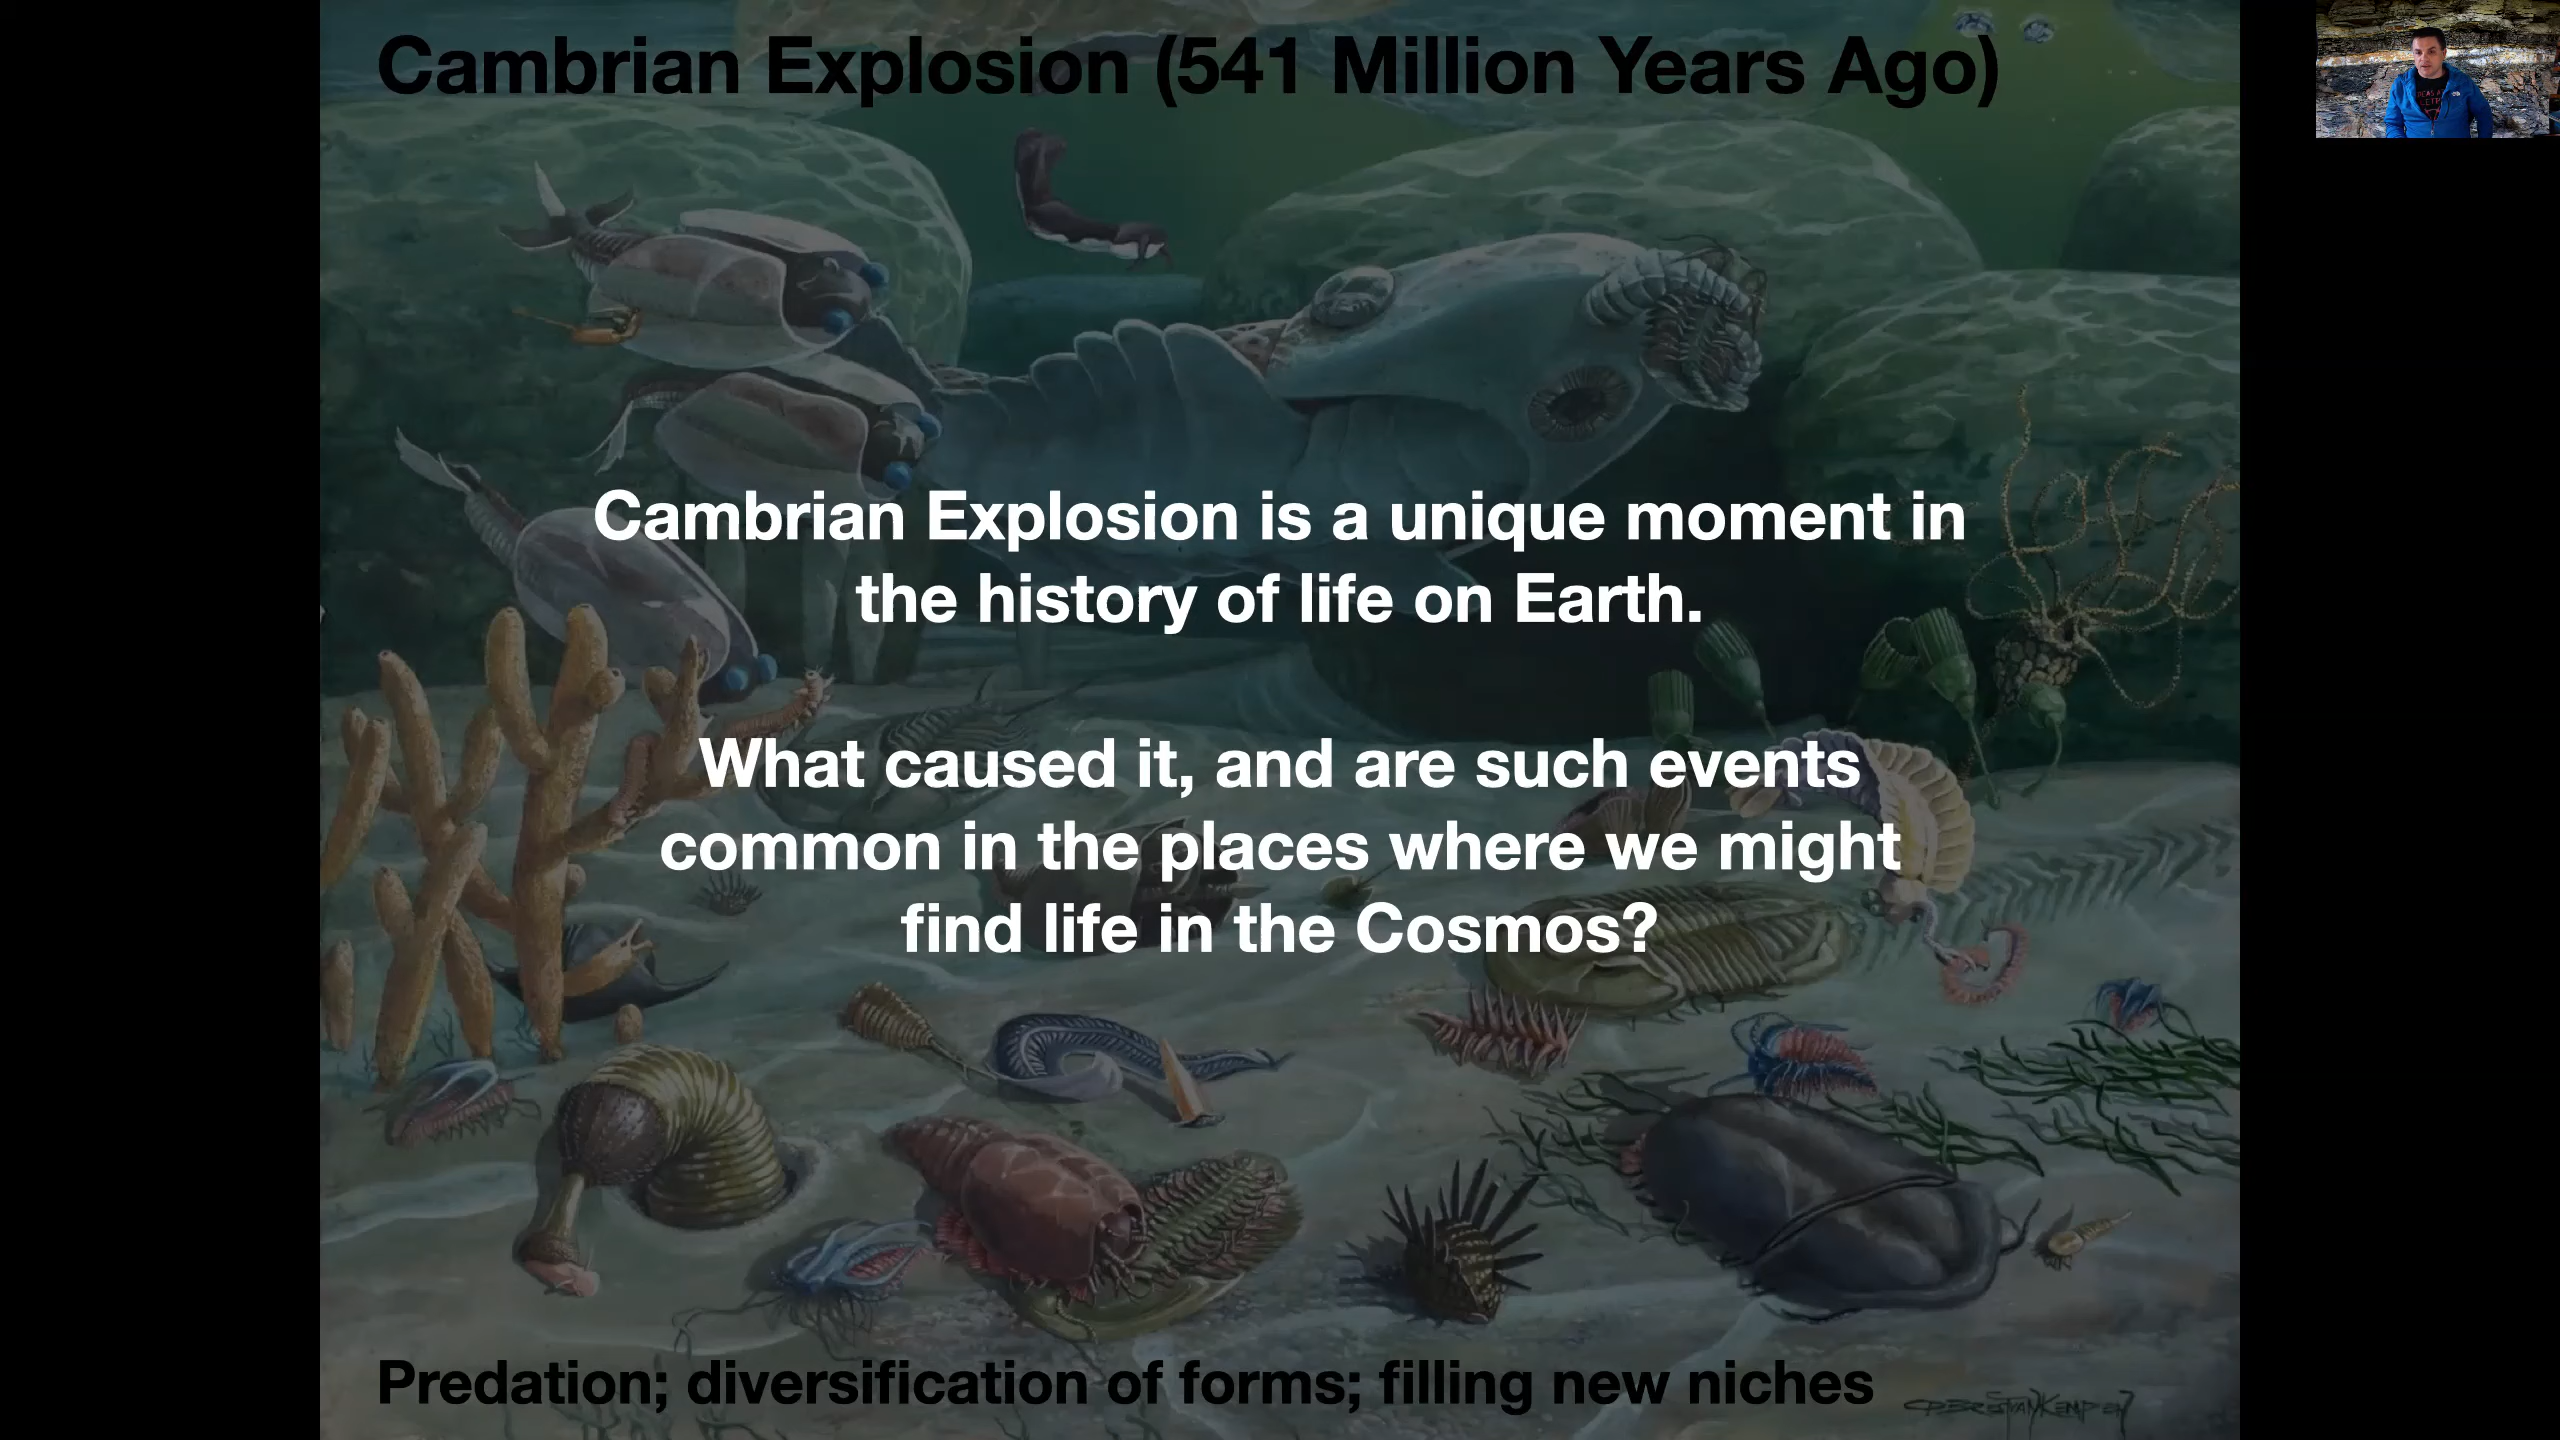 Cambrian Explosion (541 Million Years Ago)
Cambrian Explosion is a unique moment in
the history of life on Earth.
What caused it, and are such events
common in the places where we might
find life in the Cosmos?
Predation; diversification of forms; filling new niches